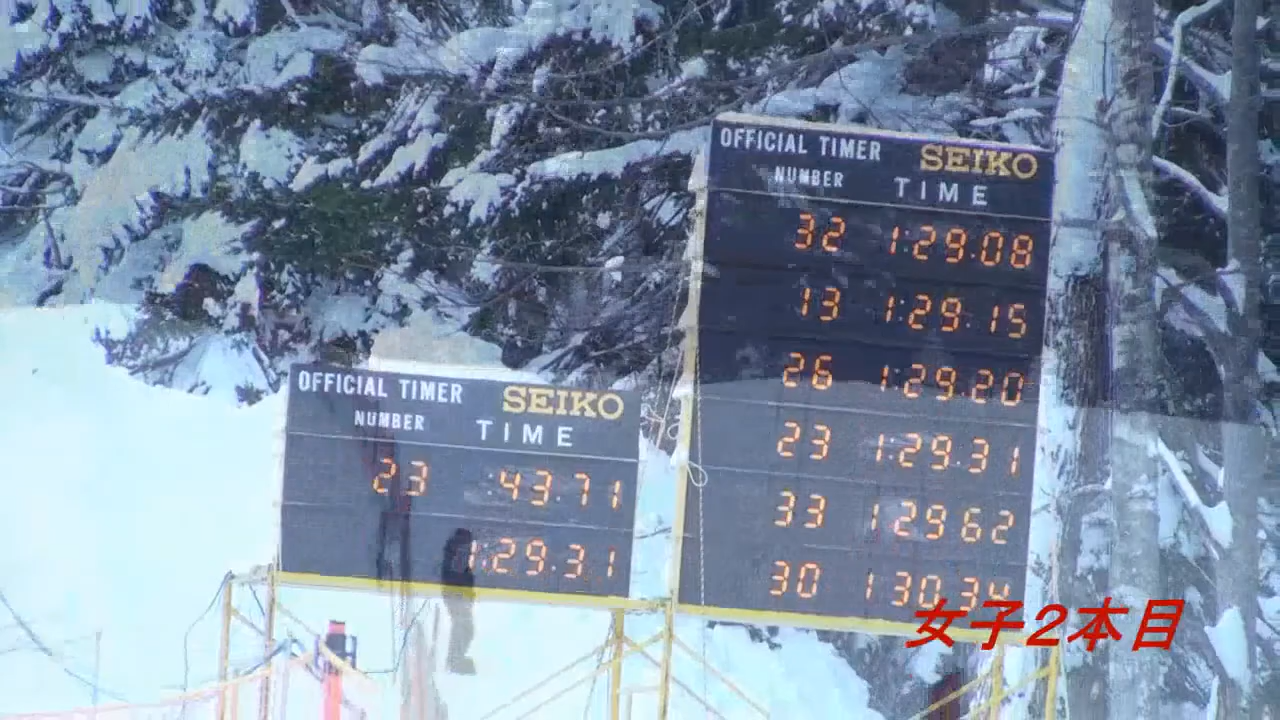 OFFICIAL TIMER SEIKO
NUMBER TIME
32 1:29.08
13 1:29.15
26 1:29.20
23 1:29.31
33 1 29 62
30 1 30.34
OFFICIAL TIMER SEIKO
NUMBER TIME
23 :43.71
1:29.31
女子2本目